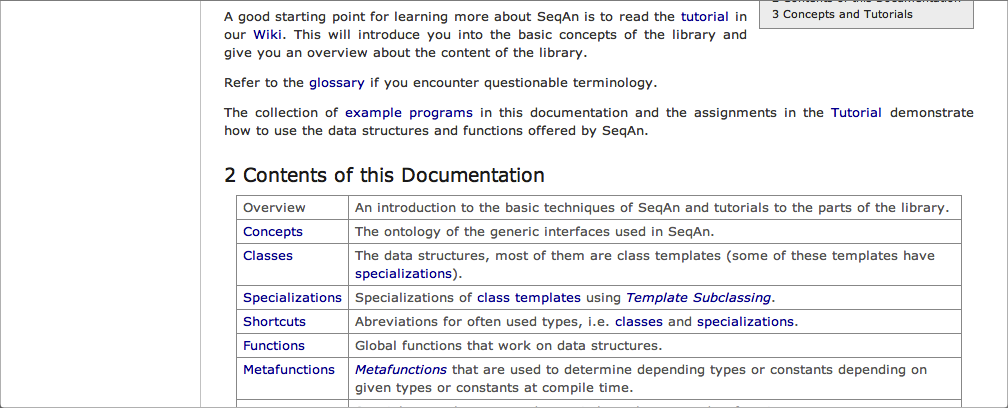 A good starting point for learning more about SeqAn is to read the tutorial in
our Wiki. This will introduce you into the basic concepts of the library and
give you an overview about the content of the library.
3 Concepts and Tutorials
Refer to the glossary if you encounter questionable terminology.
The collection of example programs in this documentation and the assignments in the Tutorial demonstrate
how to use the data structures and functions offered by SeqAn.
2 Contents of this Documentation
Overview An introduction to the basic techniques of SeqAn and tutorials to the parts of the library.
Concepts The ontology of the generic interfaces used in SeqAn.
Classes The data structures, most of them are class templates (some of these templates have
specializations).
Specializations Specializations of class templates using Template Subclassing.
Shortcuts Abreviations for often used types, i.e. classes and specializations.
Functions Global functions that work on data structures.
Metafunctions Metafunctions that are used to determine depending types or constants depending on
given types or constants at compile time.